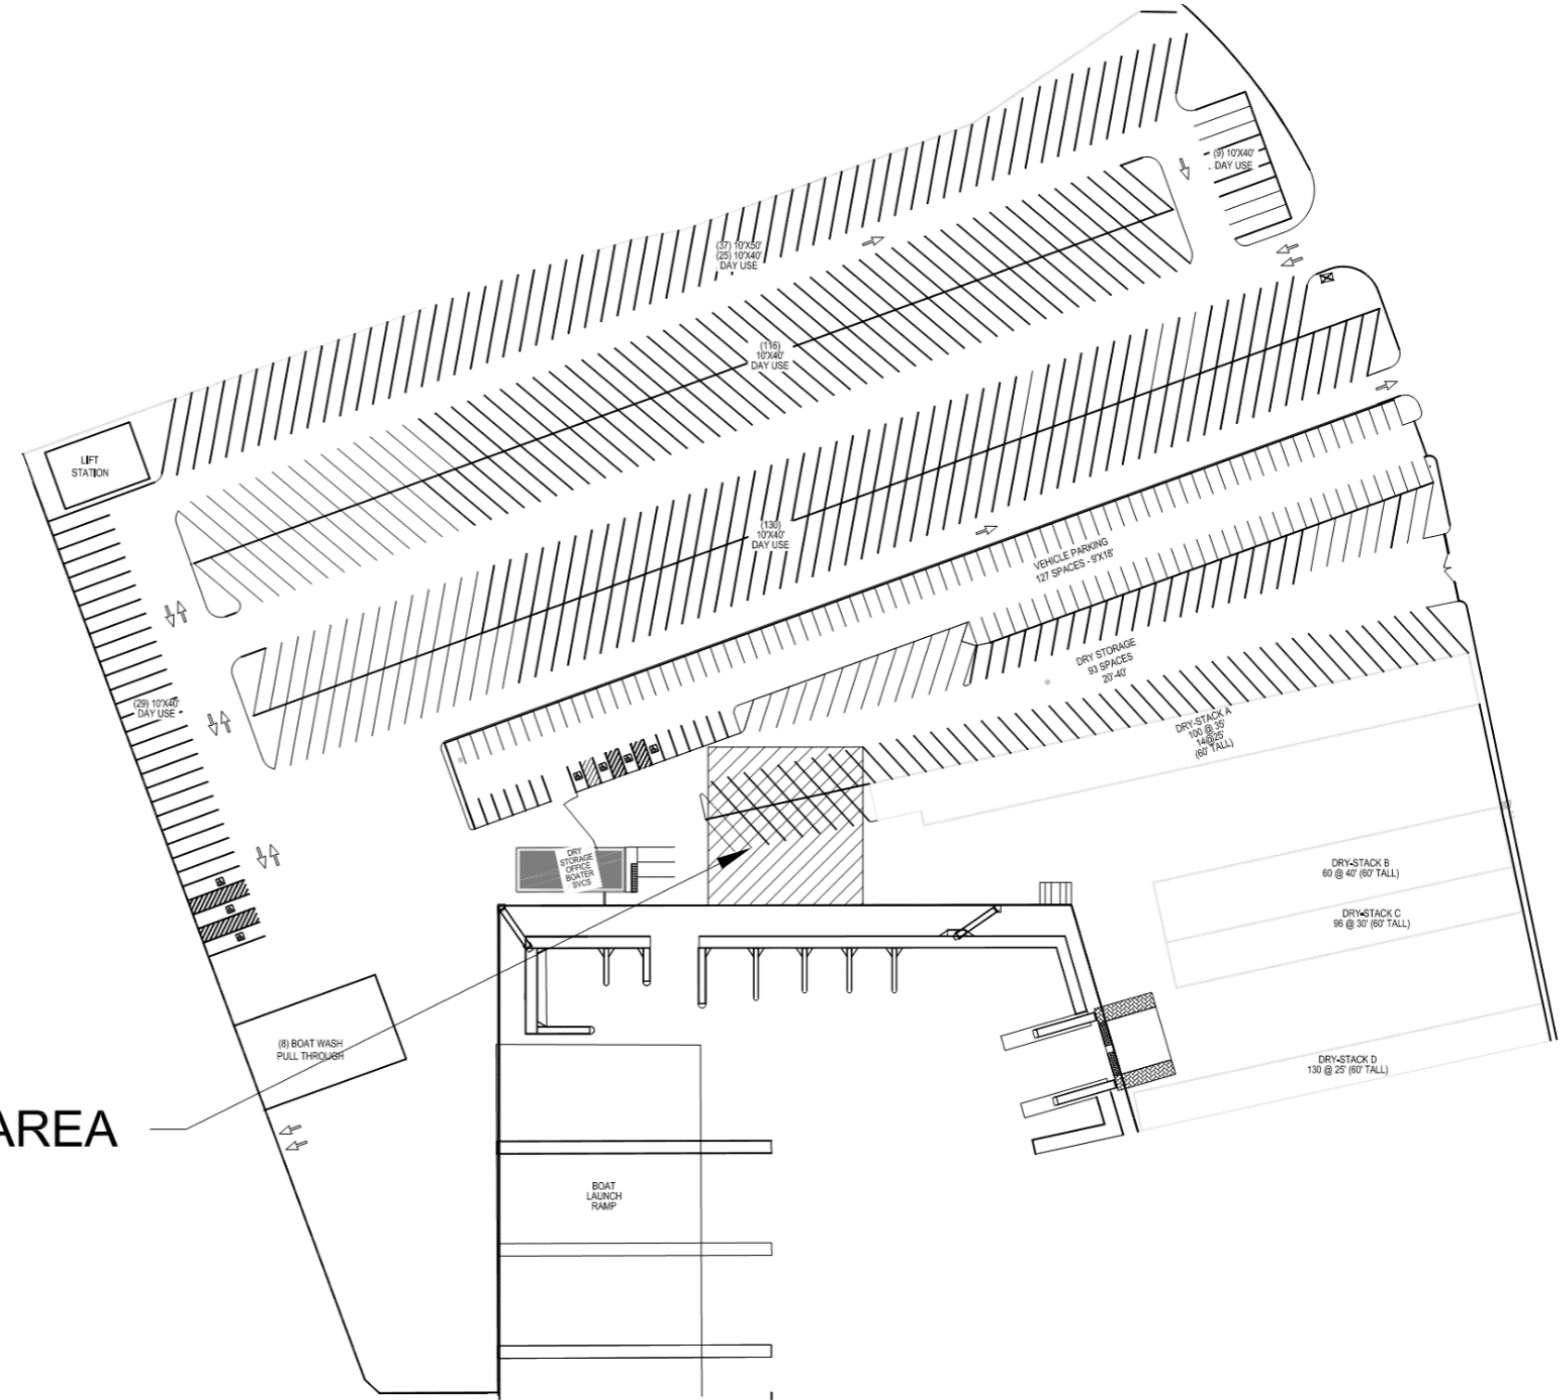 (9) 10'X40'
DAY USE
(37) 10'X50'
(25) 10'X40'
DAY USE
(116)
10'X40'
DAY USE
LIFT
STATION
(130)
10'X40'
DAY USE
VEHICLE PARKING
127 SPACES - 9'X18'
DRY STORAGE
93 SPACES
20'-40'
(29) 10'X40'
DAY USE
DRY-STACK A
100 @ 35'
14@25'
(60' TALL)
DRY
STORAGE
OFFICE
BOATER
SVCS
DRY-STACK B
60 @ 40' (60' TALL)
DRY-STACK C
96 @ 30' (60' TALL)
(8) BOAT WASH
PULL THROUGH
DRY-STACK D
130 @ 25' (60' TALL)
AREA
BOAT
LAUNCH
RAMP